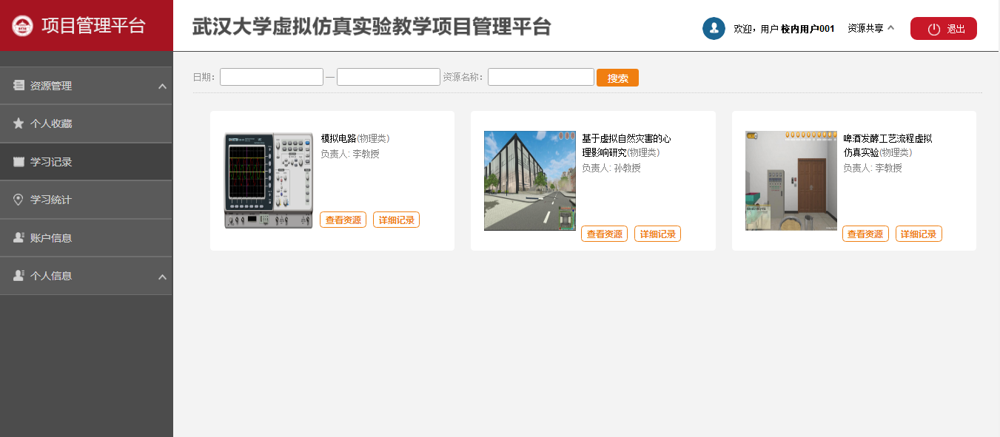 项目管理平台
武汉大学虚拟仿真实验教学项目管理平台
欢迎，用户 校内用户001
资源共享
退出
资源管理
个人收藏
学习记录
学习统计
账户信息
个人信息
日期：
—
资源名称：
搜索
模拟电路(物理类)
负责人: 李教授
查看资源
详细记录
基于虚拟自然灾害的心
理影响研究(物理类)
负责人: 孙教授
查看资源
详细记录
啤酒发酵工艺流程虚拟
仿真实验(物理类)
负责人: 李教授
查看资源
详细记录